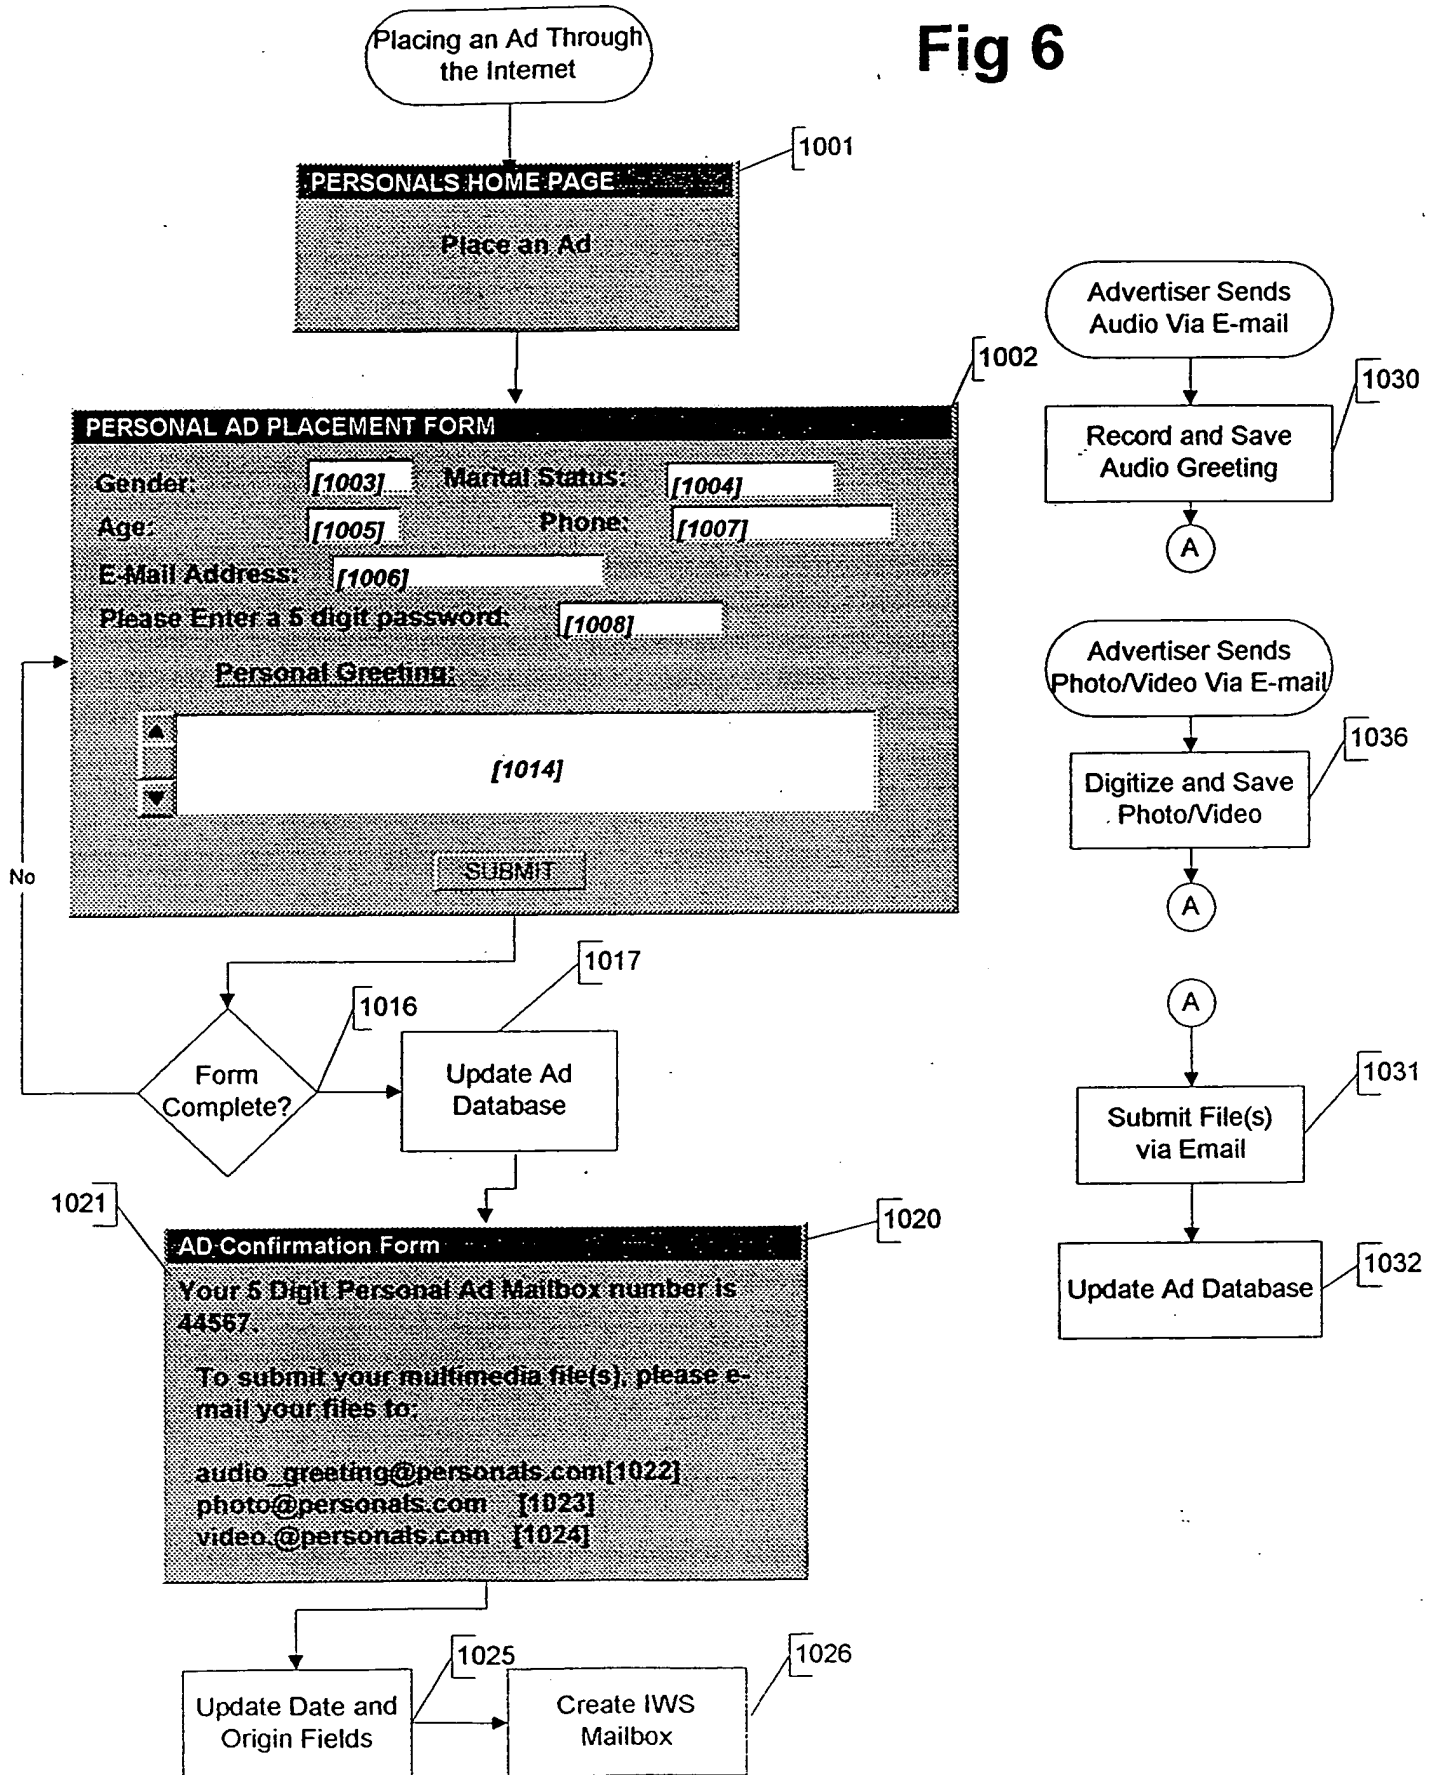 Fig 6
Placing an Ad Through
the Internet
1001
PERSONALS HOME PAGE
Place an Ad
1002
PERSONAL AD PLACEMENT FORM
Gender: [1003] Marital Status: [1004]
Age: [1005] Phone: [1007]
E-Mail Address: [1006]
Please Enter a 5 digit password: [1008]
Personal Greeting:
[1014]
SUBMIT
No
1016
Form
Complete?
1017
Update Ad
Database
1021
1020
AD Confirmation Form
Your 5 Digit Personal Ad Mailbox number is
44567.
To submit your multimedia file(s), please e-
mail your files to:
audio_greeting@personals.com[1022]
photo@personals.com [1023]
video.@personals.com [1024]
1025
Update Date and
Origin Fields
1026
Create IWS
Mailbox
Advertiser Sends
Audio Via E-mail
1030
Record and Save
Audio Greeting
A
Advertiser Sends
Photo/Video Via E-mail
1036
Digitize and Save
Photo/Video
A
A
1031
Submit File(s)
via Email
1032
Update Ad Database